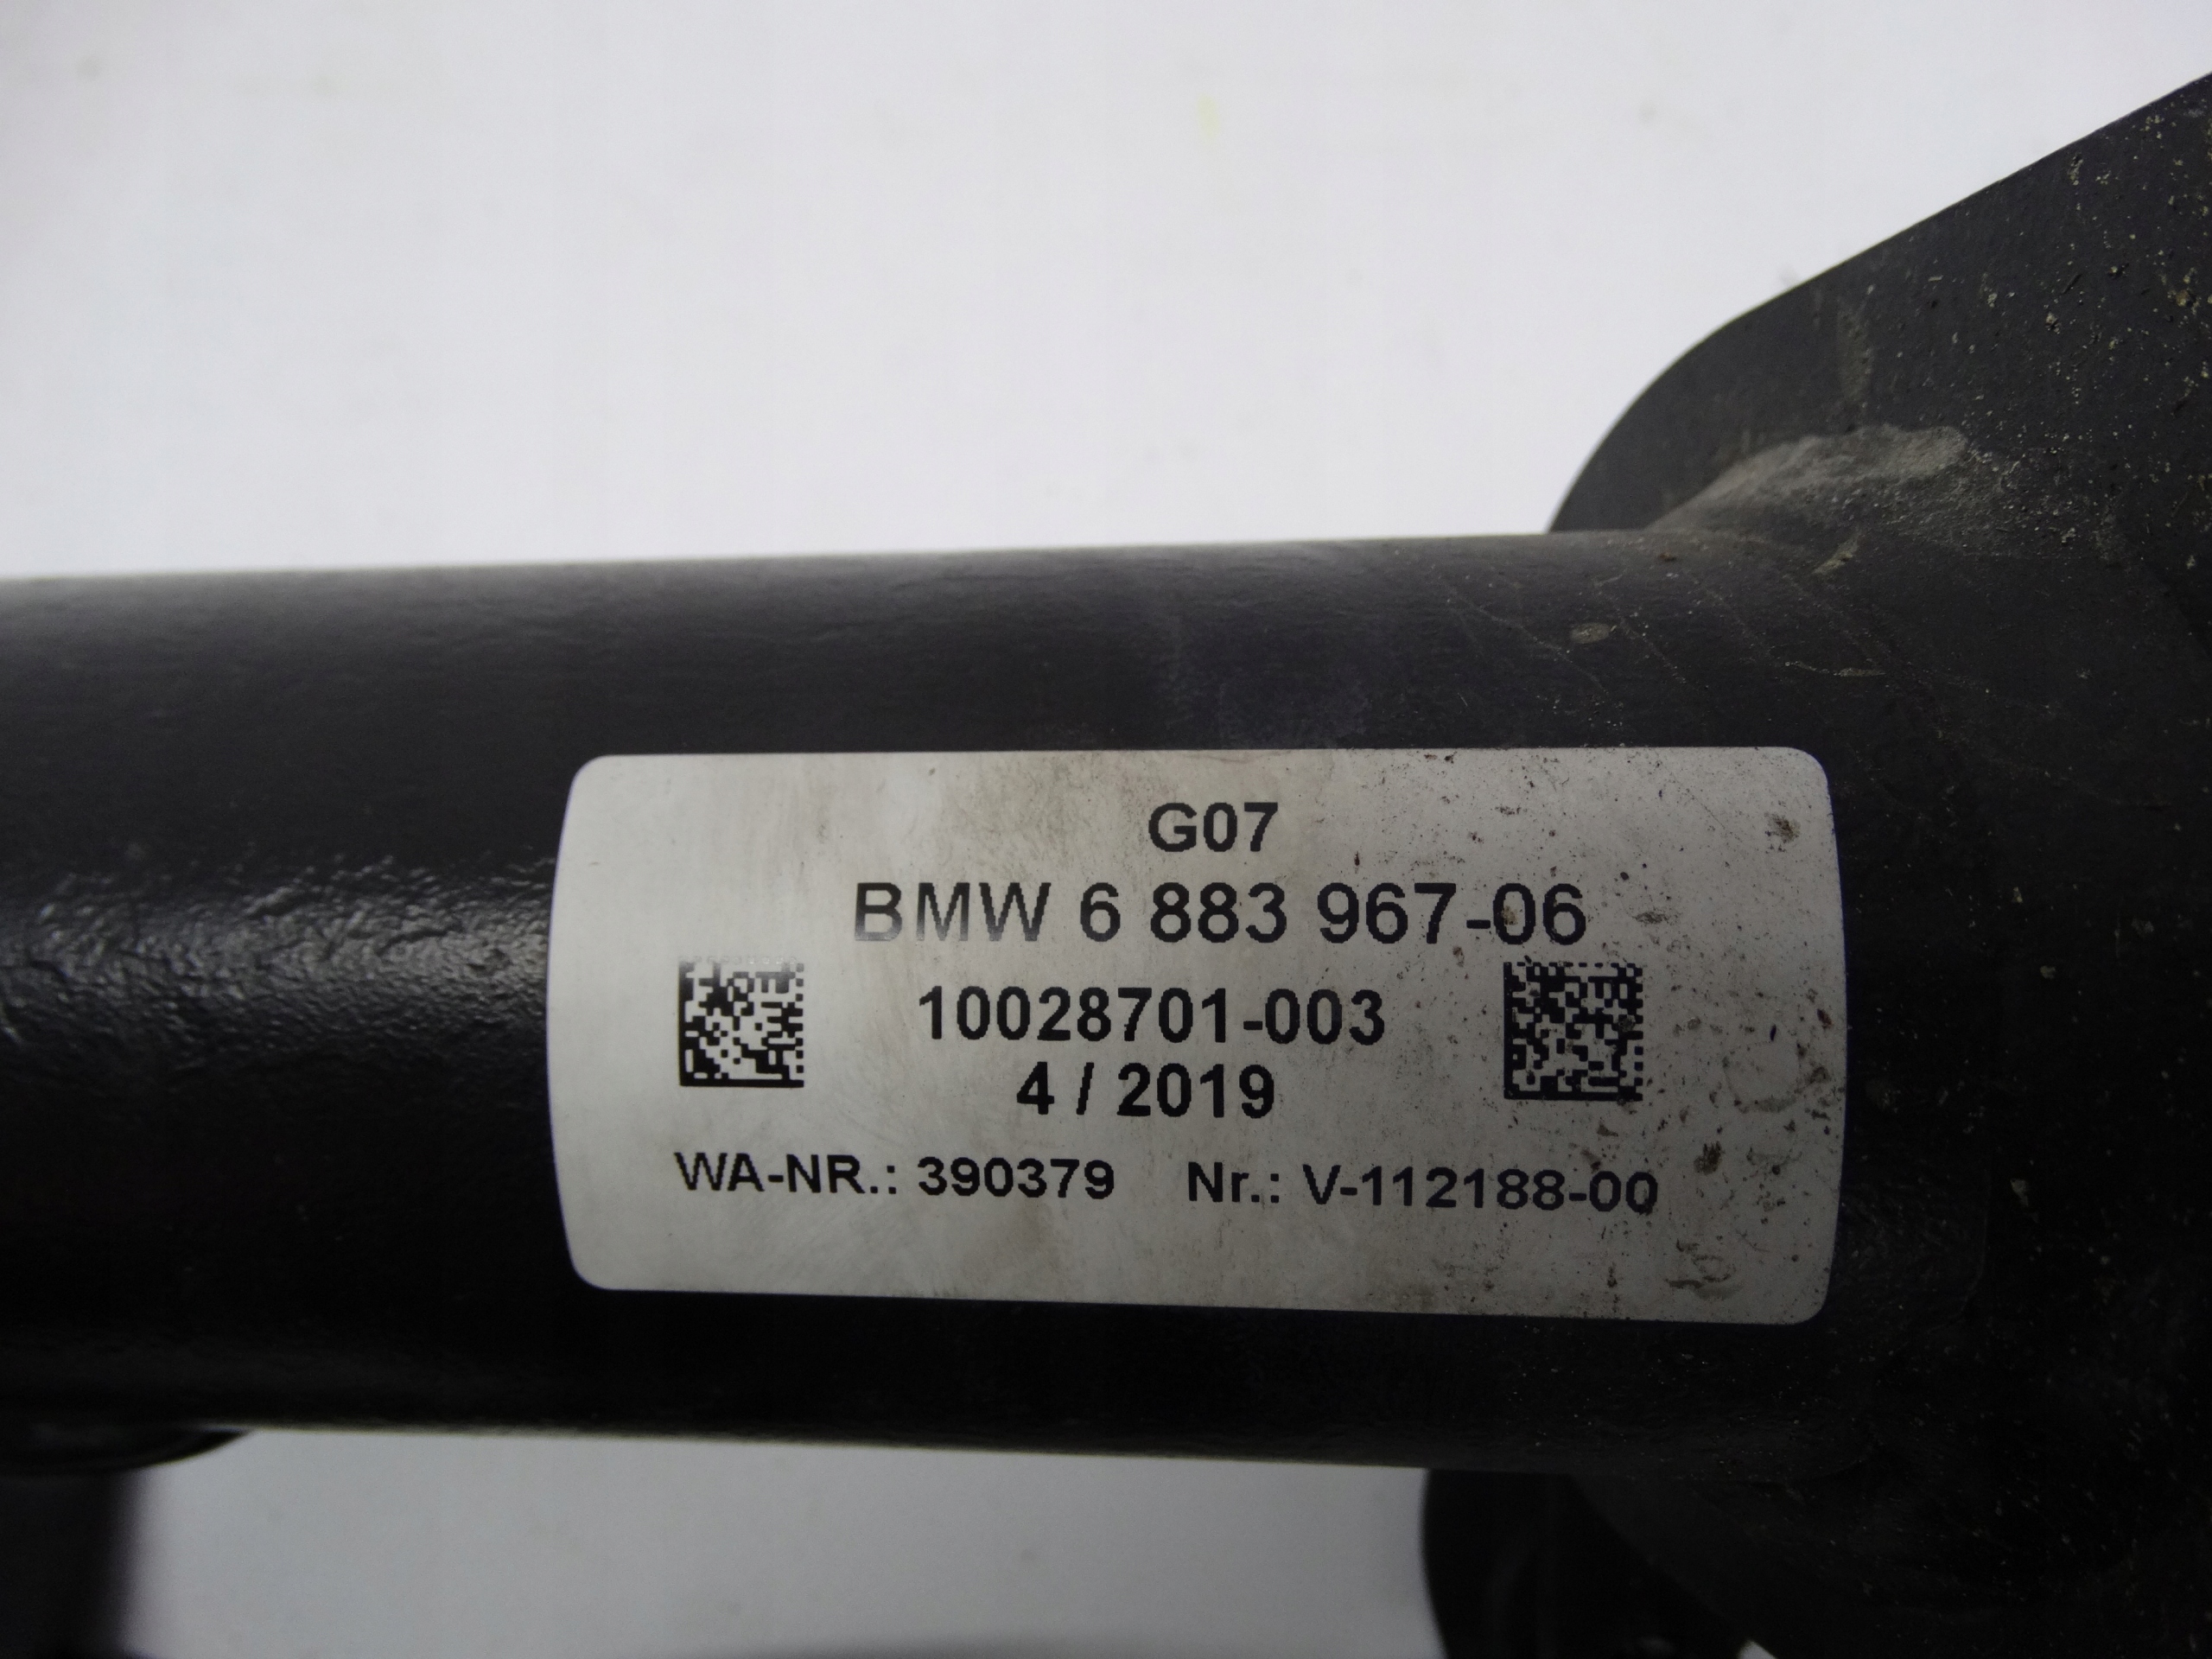 G07
BMW 6 883 967-06
10028701-003
4 / 2019
WA-NR.: 390379 Nr.: V-112188-00